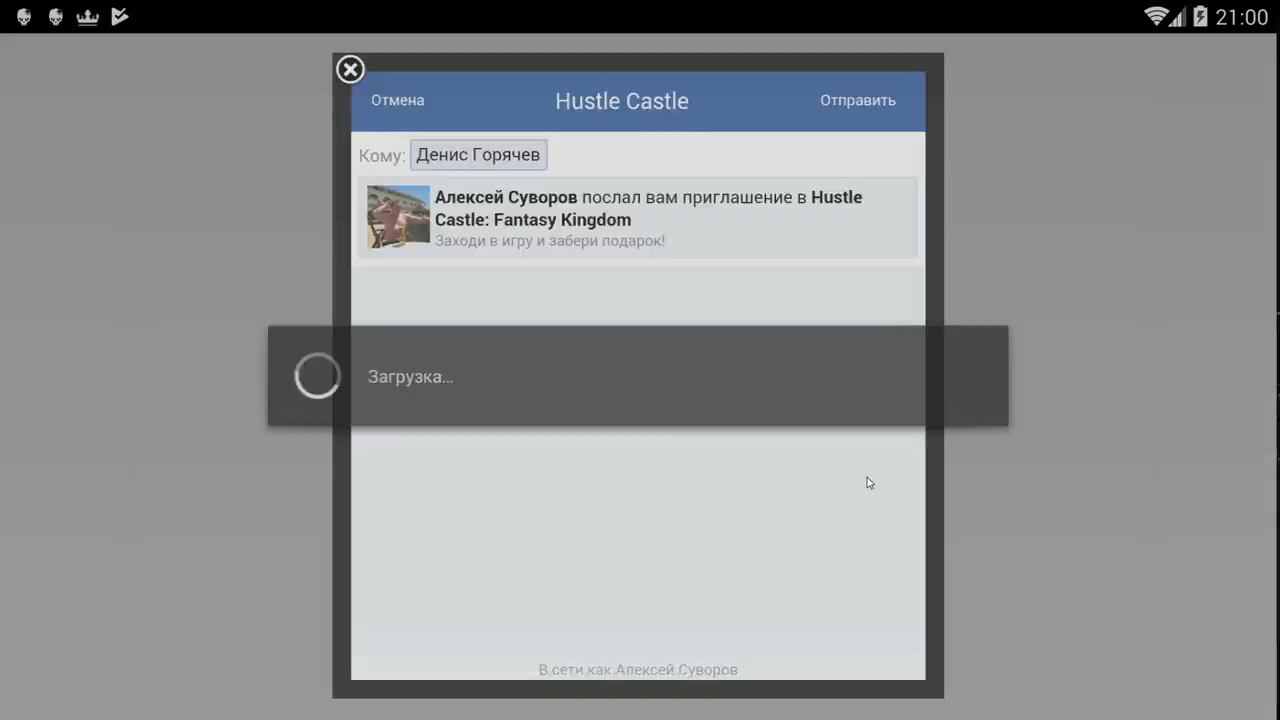 21:00
Отмена
Hustle Castle
Отправить
Кому: Денис Горячев
Алексей Суворов послал вам приглашение в Hustle
Castle: Fantasy Kingdom
Заходи в игру и забери подарок!
Загрузка...
В сети как Алексей Суворов